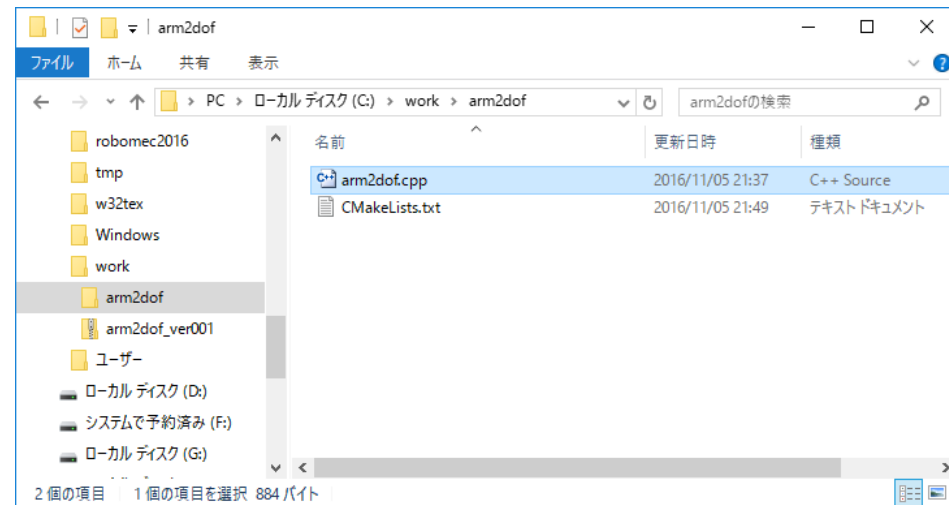 arm2dof
ファイル ホーム 共有 表示
PC > ローカル ディスク (C:) > work > arm2dof arm2dofの検索
robomec2016
tmp
w32tex
Windows
work
arm2dof
arm2dof_ver001
ユーザー
ローカル ディスク (D:)
システムで予約済み (F:)
ローカル ディスク (G:)
名前 更新日時 種類
arm2dof.cpp 2016/11/05 21:37 C++ Source
CMakeLists.txt 2016/11/05 21:49 テキスト ドキュメント
2 個の項目 1 個の項目を選択 884 バイト